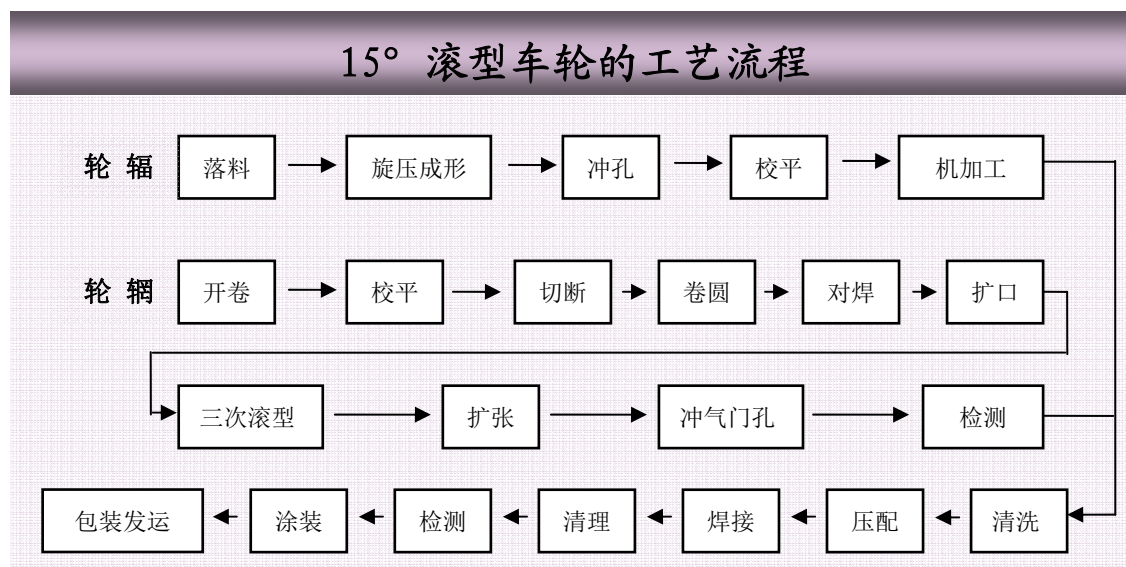 15° 滚型车轮的工艺流程
轮 辐 落料 旋压成形 冲孔 校平 机加工
轮 辋 开卷 校平 切断 卷圆 对焊 扩口
三次滚型 扩张 冲气门孔 检测
包装发运 涂装 检测 清理 焊接 压配 清洗